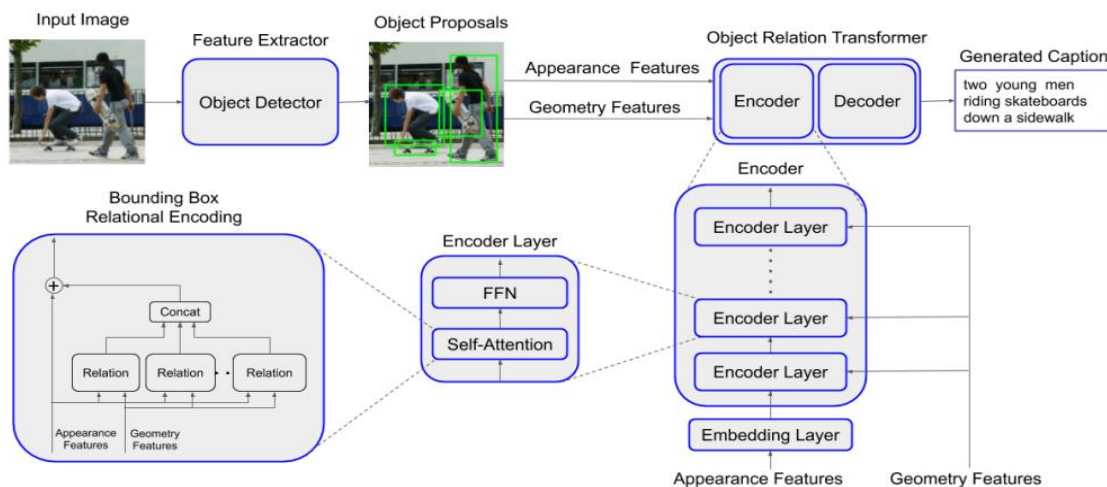 Input Image
Feature Extractor
Object Detector
Object Proposals
Appearance Features
Geometry Features
Object Relation Transformer
Encoder
Decoder
Generated Caption
two young men
riding skateboards
down a sidewalk
Bounding Box
Relational Encoding
Concat
Relation
Relation
Relation
Appearance
Features
Geometry
Features
Encoder Layer
FFN
Self-Attention
Encoder
Encoder Layer
Encoder Layer
Encoder Layer
Embedding Layer
Appearance Features
Geometry Features